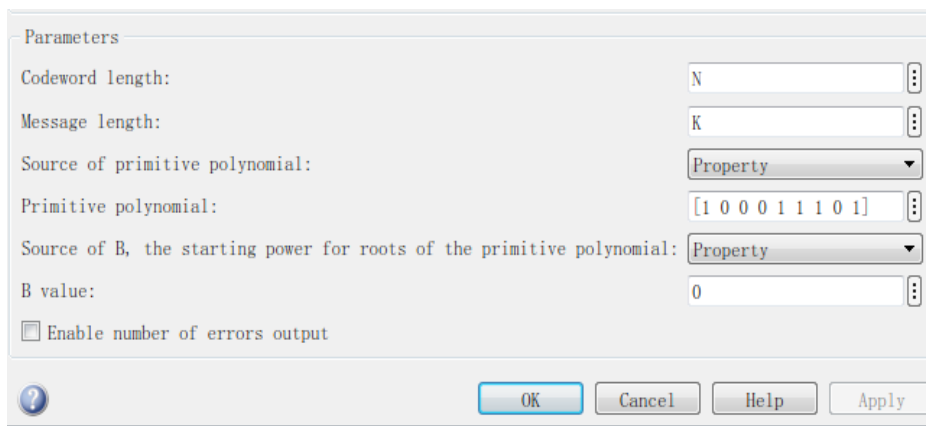 Parameters
Codeword length: N
Message length: K
Source of primitive polynomial: Property
Primitive polynomial: [1 0 0 0 1 1 1 0 1]
Source of B, the starting power for roots of the primitive polynomial: Property
B value: 0
Enable number of errors output
? OK Cancel Help Apply